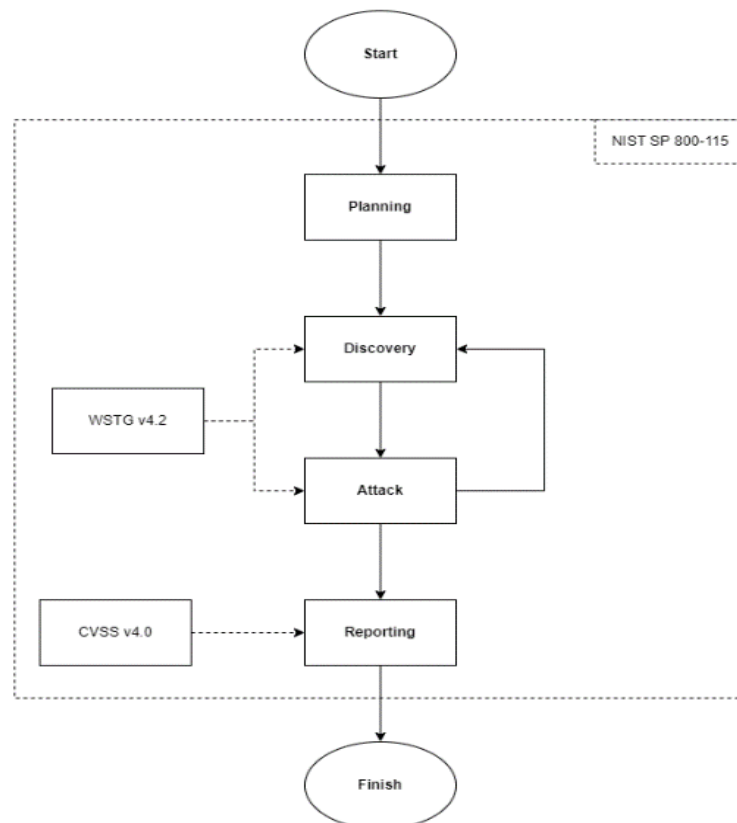 Start
NIST SP 800-115
Planning
Discovery
WSTG v4.2
Attack
CVSS v4.0
Reporting
Finish